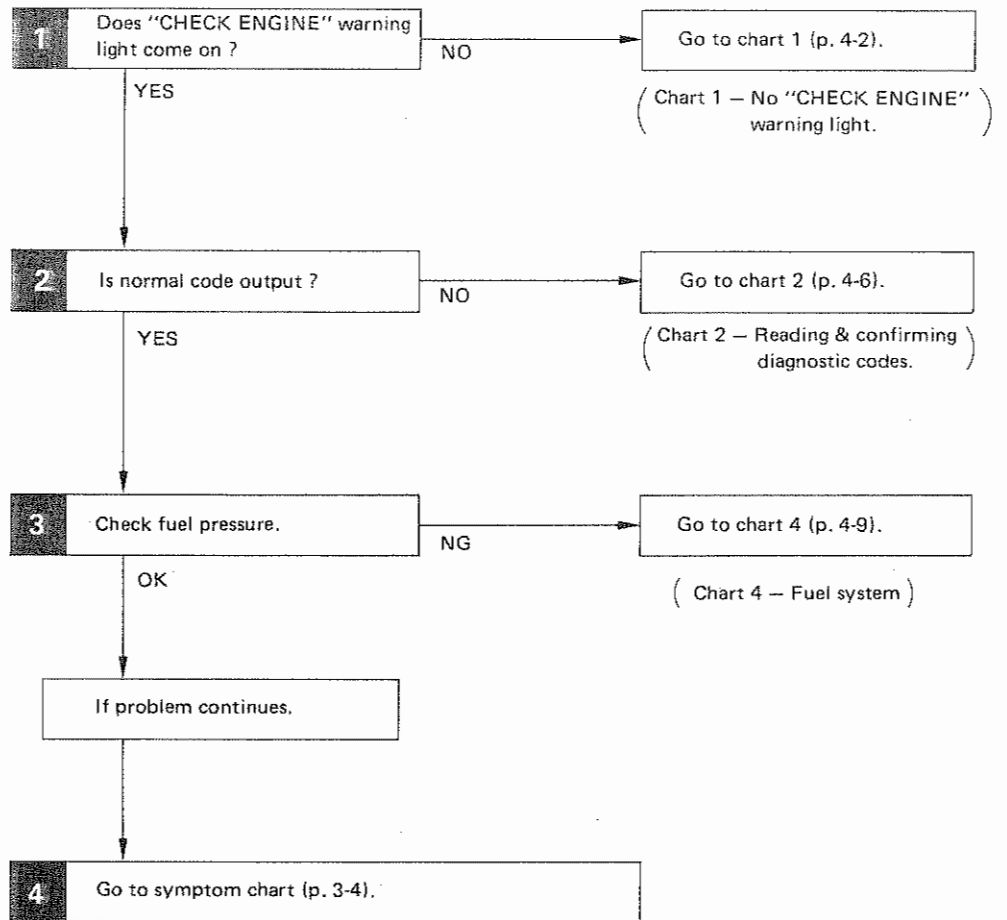 1
Does "CHECK ENGINE" warning
light come on ?
NO
Go to chart 1 (p. 4-2).
YES
( Chart 1 – No "CHECK ENGINE"
warning light. )
2
Is normal code output ?
NO
Go to chart 2 (p. 4-6).
YES
( Chart 2 – Reading & confirming
diagnostic codes. )
3
Check fuel pressure.
NG
Go to chart 4 (p. 4-9).
OK
( Chart 4 – Fuel system )
If problem continues.
4
Go to symptom chart (p. 3-4).